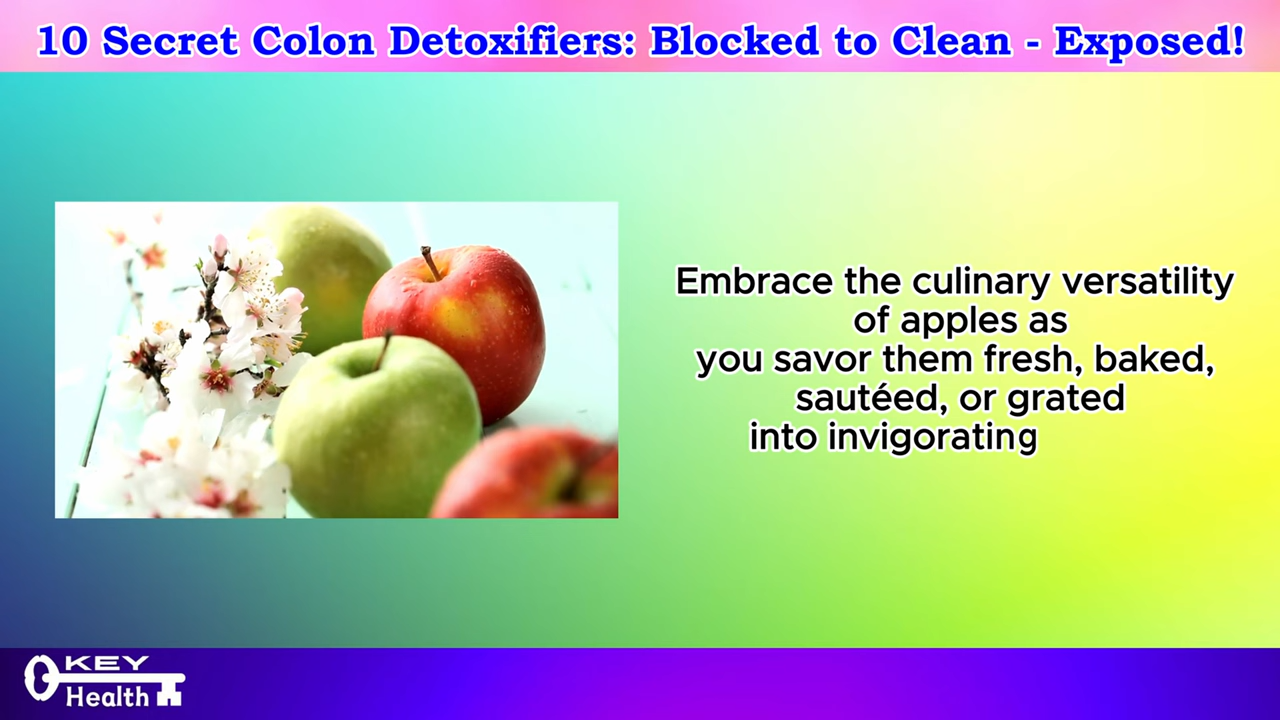 10 Secret Colon Detoxifiers: Blocked to Clean - Exposed!
Embrace the culinary versatility
of apples as
you savor them fresh, baked,
sautéed, or grated
into invigorating
KEY
Health